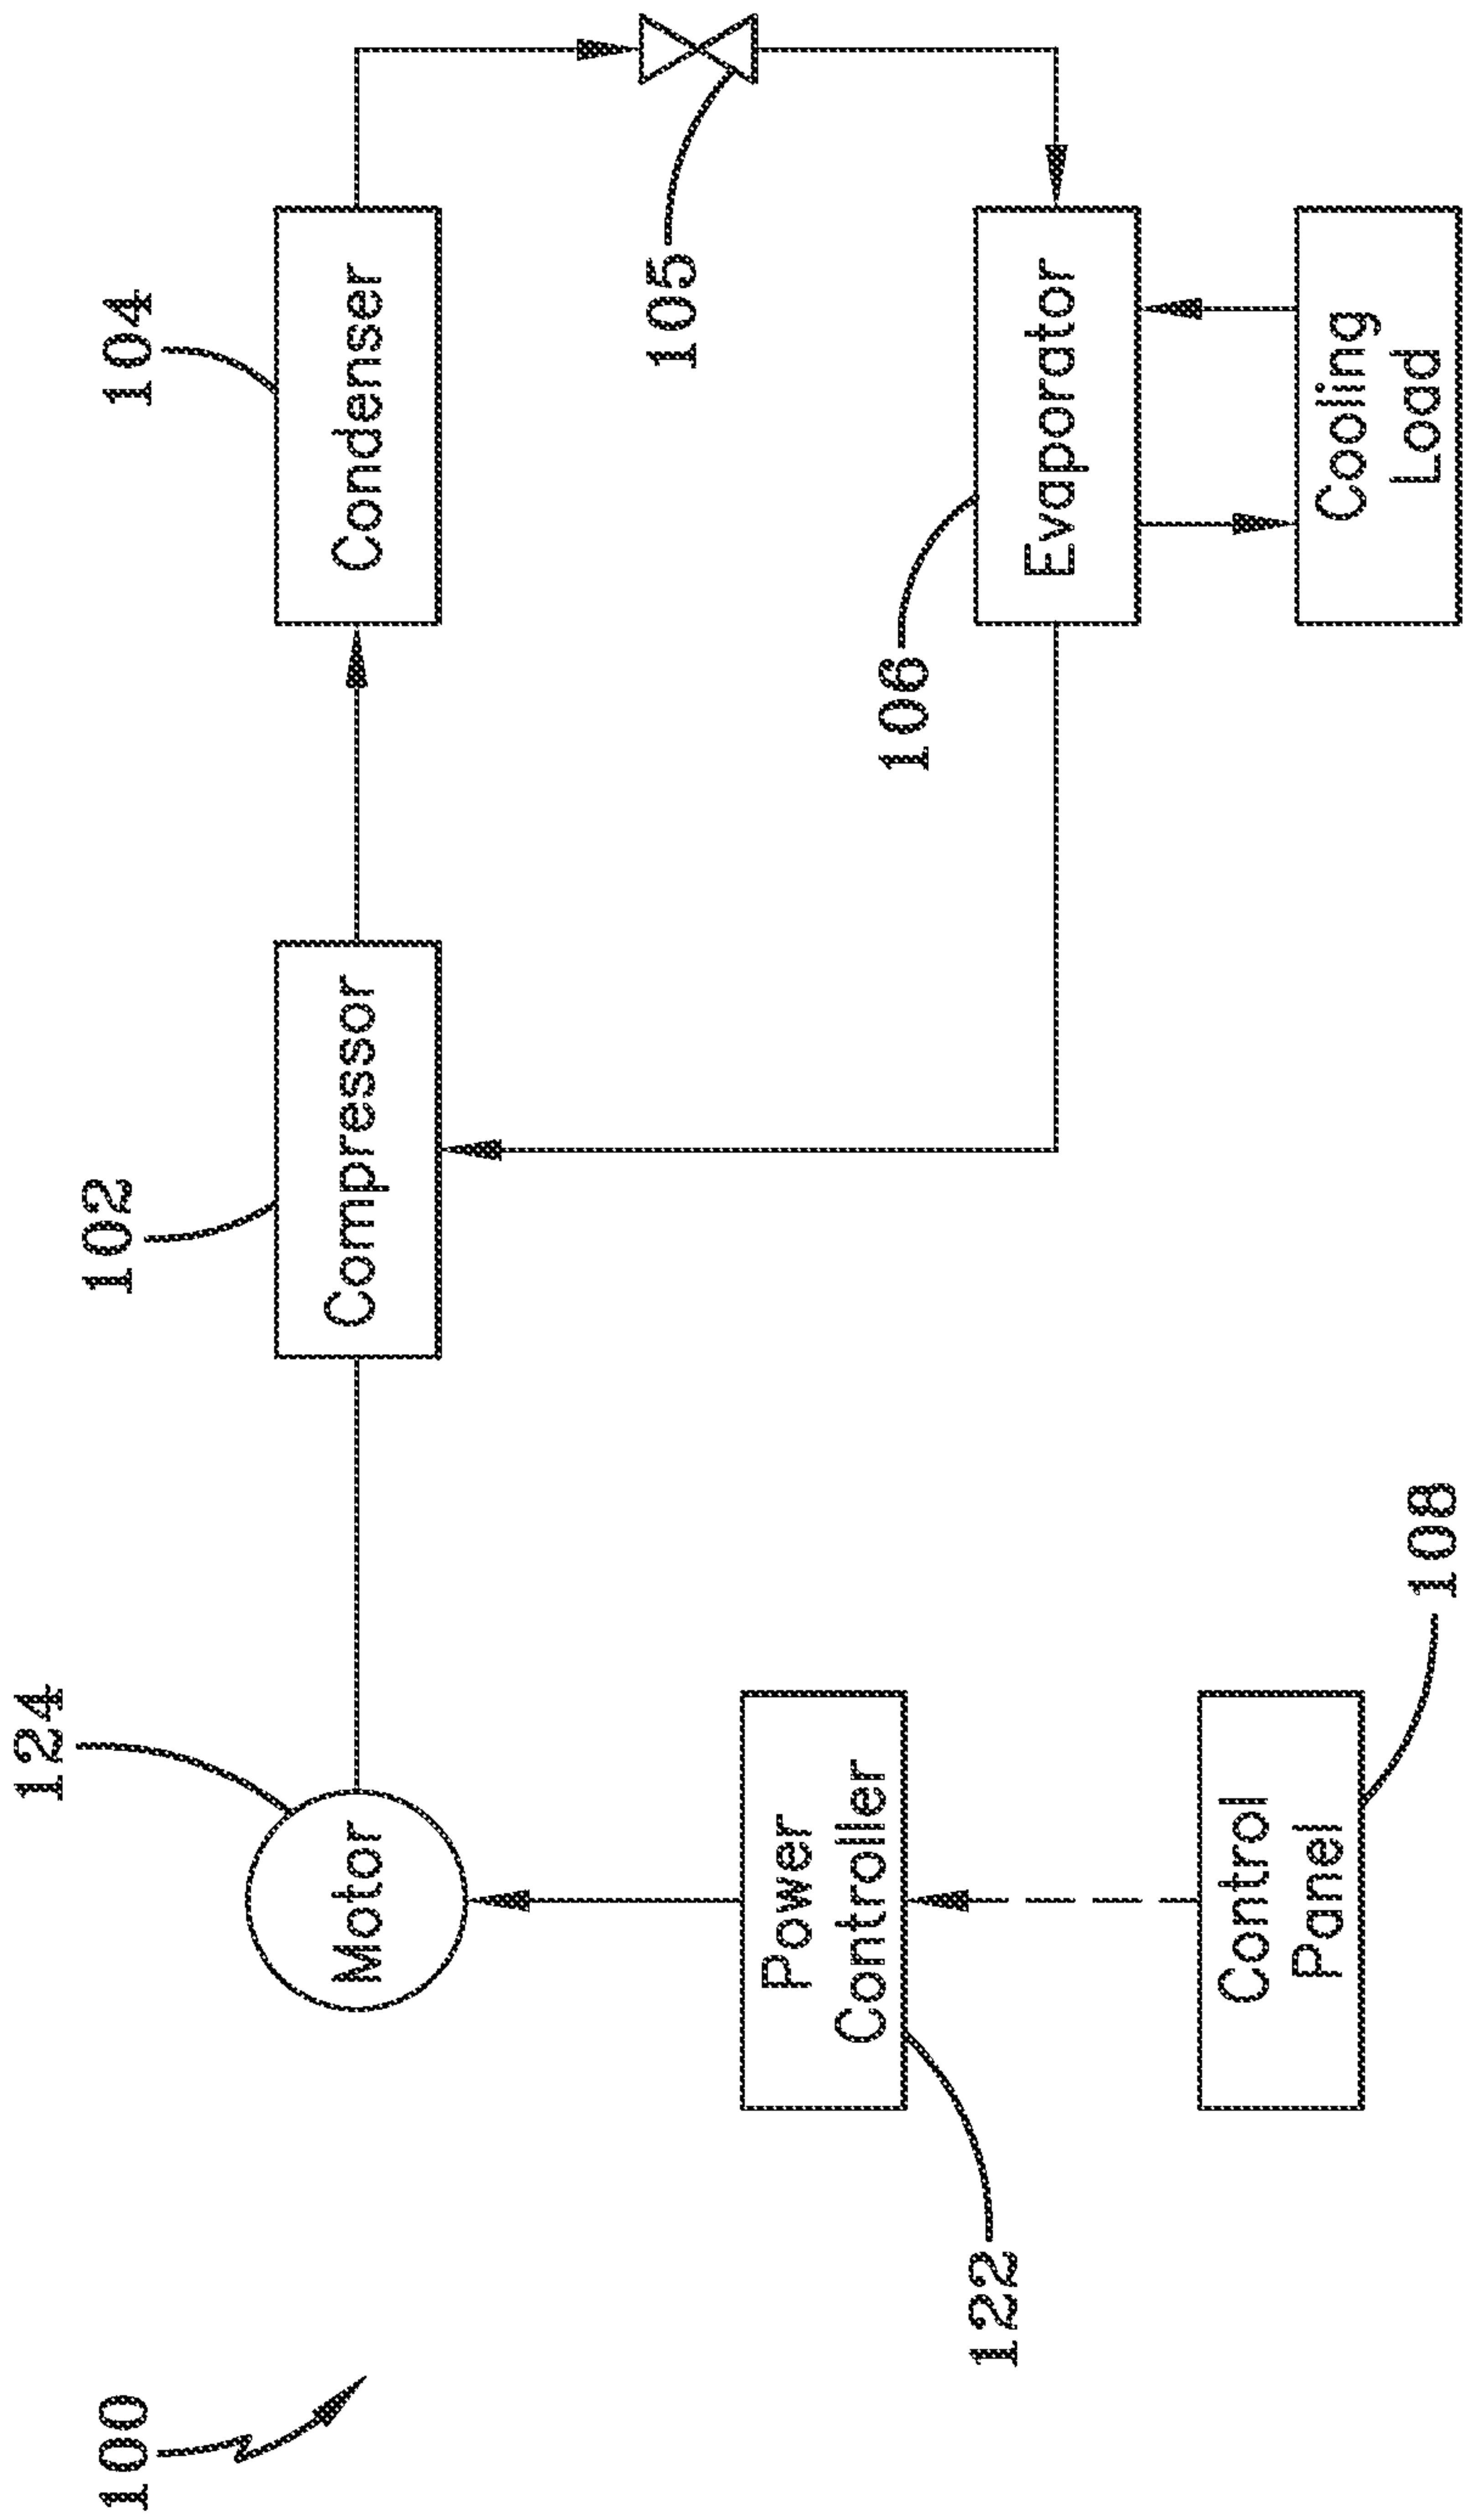 100
124
102
104
Motor
Compressor
Condenser
105
Power
Controller
122
106
Evaporator
Control
Panel
108
Cooling
Load